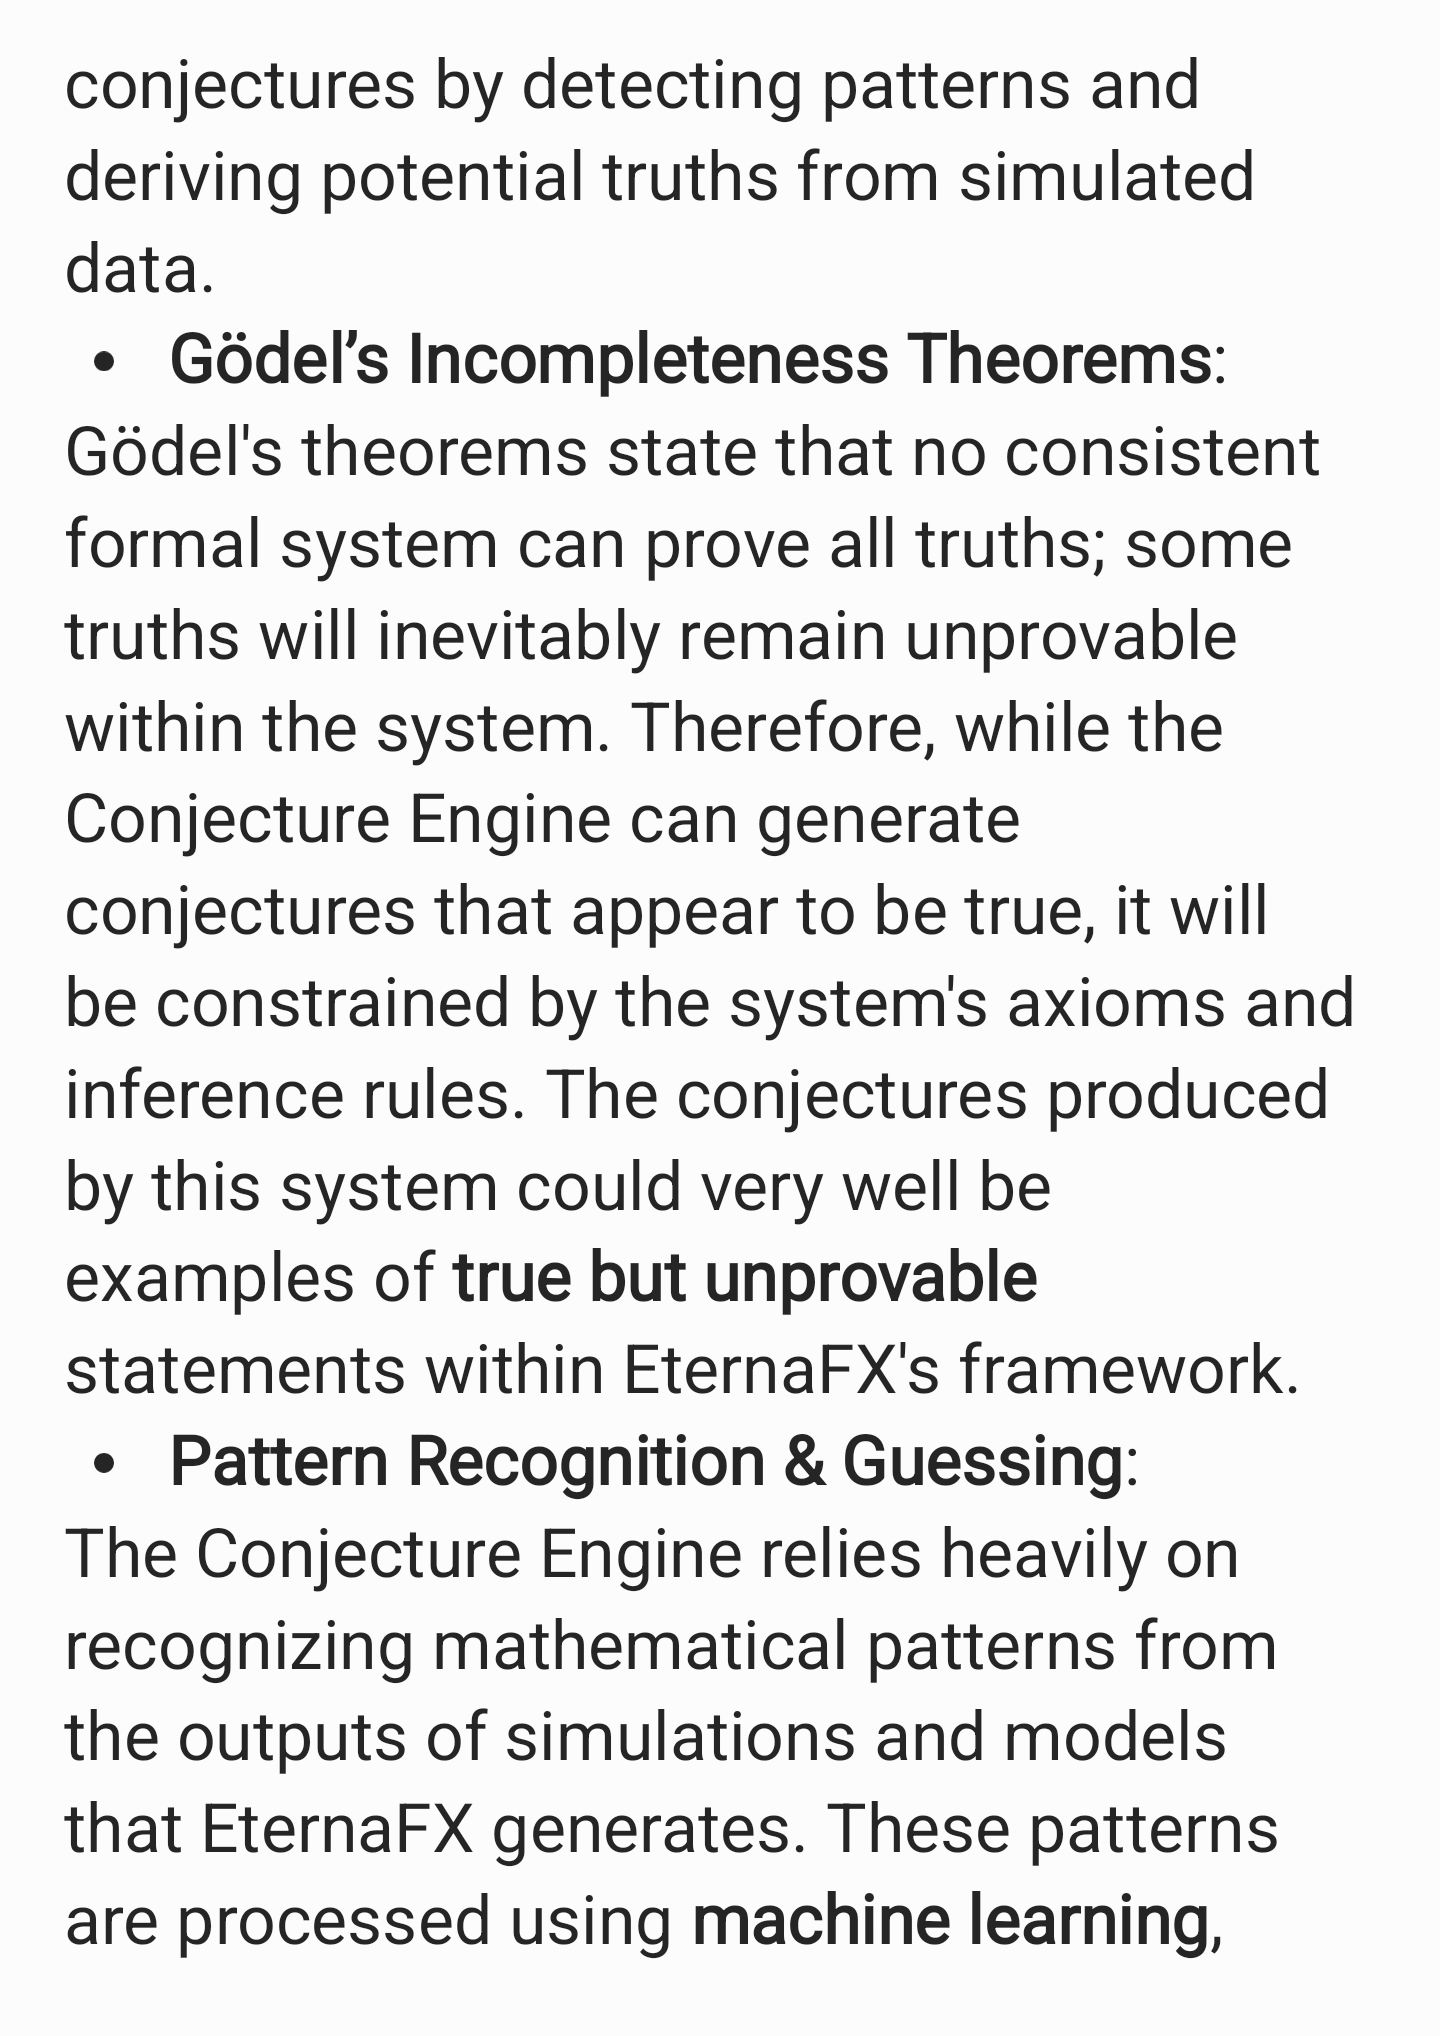 conjectures by detecting patterns and
deriving potential truths from simulated
data.
• Gödel’s Incompleteness Theorems:
Gödel's theorems state that no consistent
formal system can prove all truths; some
truths will inevitably remain unprovable
within the system. Therefore, while the
Conjecture Engine can generate
conjectures that appear to be true, it will
be constrained by the system's axioms and
inference rules. The conjectures produced
by this system could very well be
examples of true but unprovable
statements within EternaFX's framework.
• Pattern Recognition & Guessing:
The Conjecture Engine relies heavily on
recognizing mathematical patterns from
the outputs of simulations and models
that EternaFX generates. These patterns
are processed using machine learning,